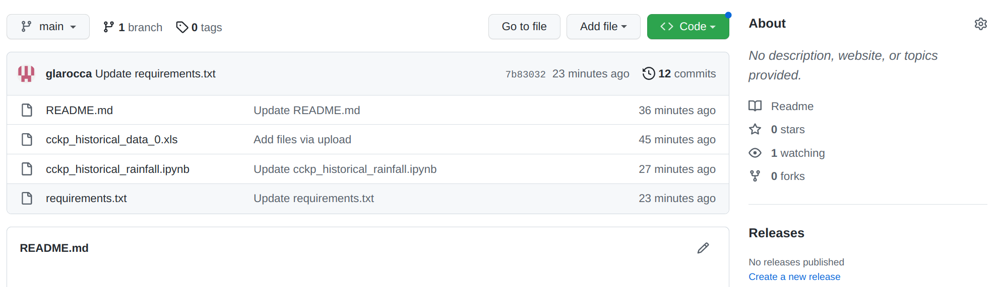 main 1 branch 0 tags Go to file Add file Code
glarocca Update requirements.txt 7b83032 23 minutes ago 12 commits
README.md Update README.md 36 minutes ago
cckp_historical_data_0.xls Add files via upload 45 minutes ago
cckp_historical_rainfall.ipynb Update cckp_historical_rainfall.ipynb 27 minutes ago
requirements.txt Update requirements.txt 23 minutes ago
README.md
About
No description, website, or topics
provided.
Readme
0 stars
1 watching
0 forks
Releases
No releases published
Create a new release